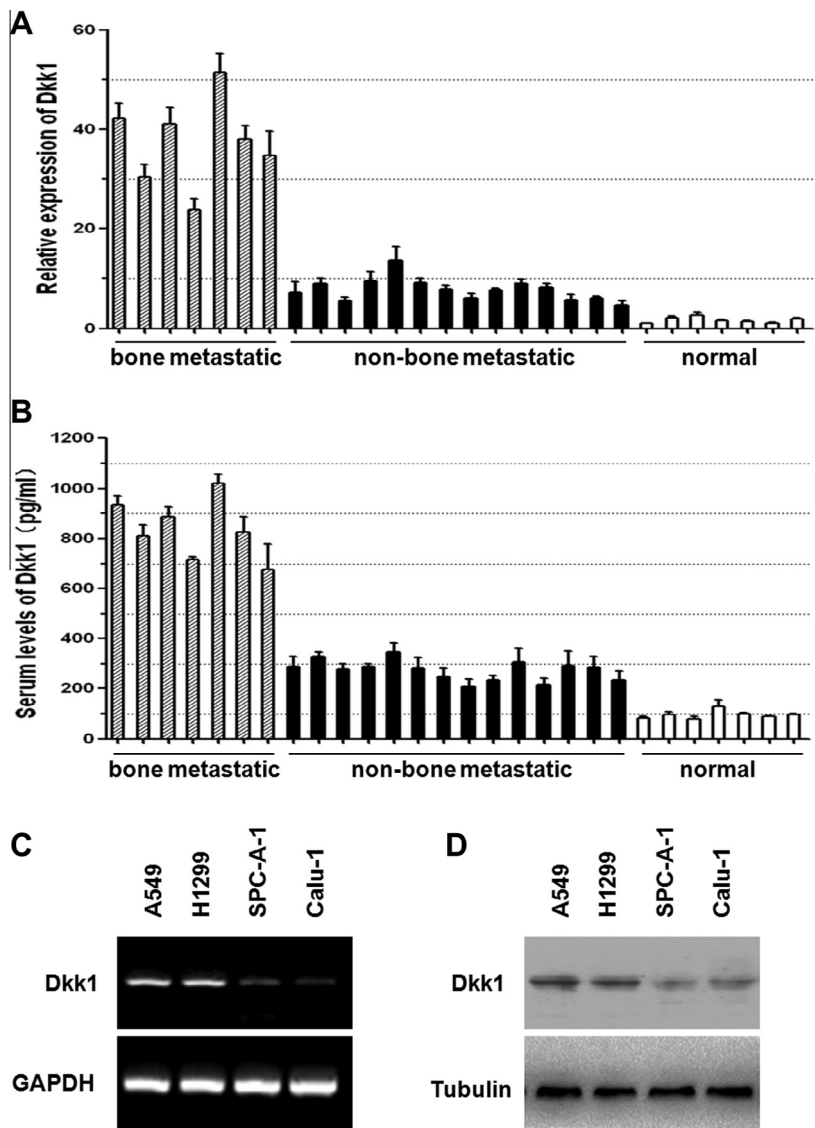 A
Relative expression of Dkk1
60
40
20
0
bone metastatic
non-bone metastatic
normal
B
Serum levels of Dkk1 (pg/ml)
1200
1000
800
600
400
200
0
bone metastatic
non-bone metastatic
normal
C
A549
H1299
SPC-A-1
Calu-1
Dkk1
GAPDH
D
A549
H1299
SPC-A-1
Calu-1
Dkk1
Tubulin